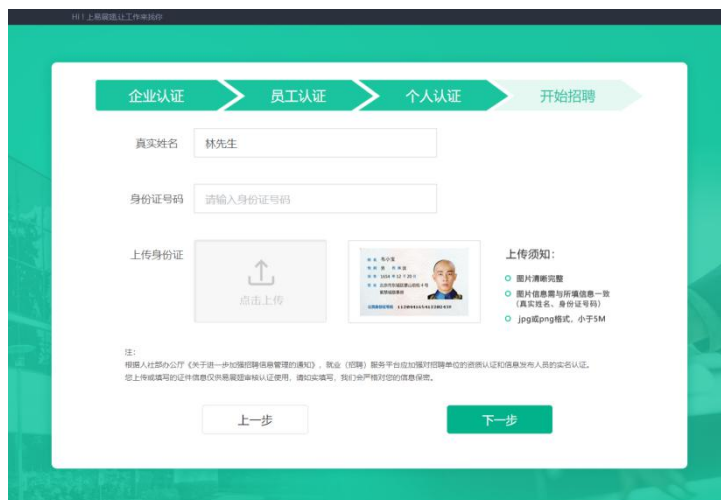 HI！上易展翅让工作来找你
企业认证
员工认证
个人认证
开始招聘
真实姓名
林先生
身份证号码
请输入身份证号码
上传身份证
点击上传
上传须知：
图片清晰完整
图片信息需与所填信息一致
（真实姓名、身份证号码）
jpg或png格式，小于5M
注：
根据人社部办公厅《关于进一步加强招聘信息管理的通知》，就业（招聘）服务平台应加强对招聘单位的资质认证和信息发布人员的实名认证。
您上传或填写的证件信息仅供易展翅审核认证使用，请如实填写，我们会严格对您的信息保密。
上一步
下一步